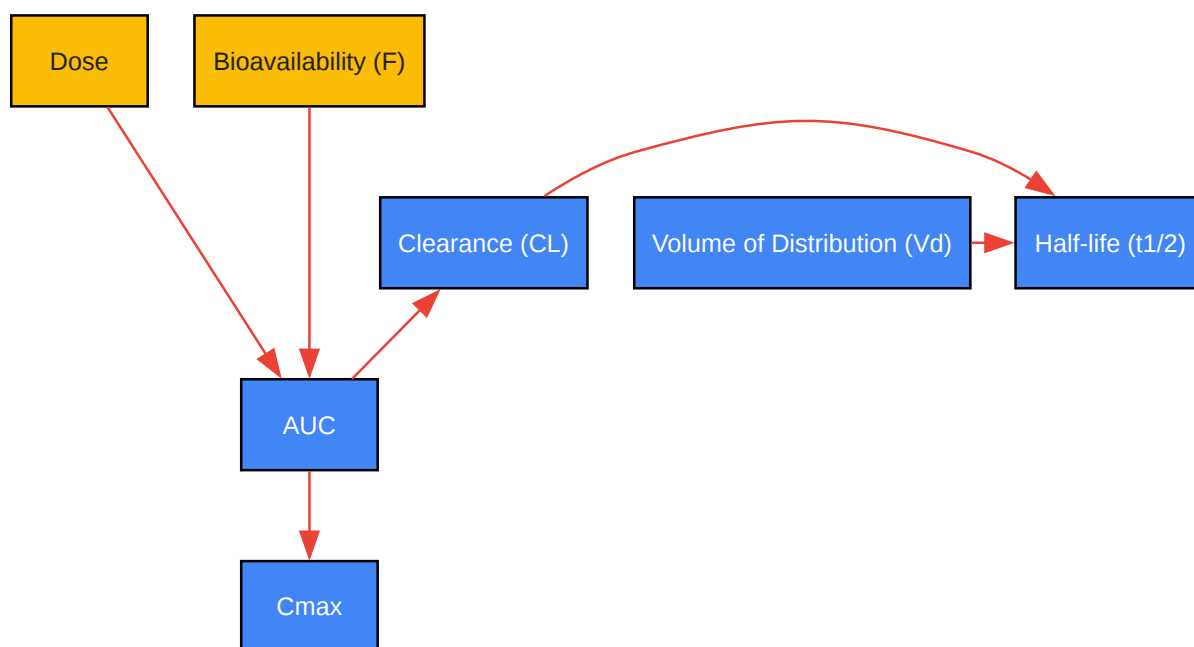 Dose
Bioavailability (F)
Clearance (CL)
Volume of Distribution (Vd)
Half-life (t1/2)
AUC
Cmax